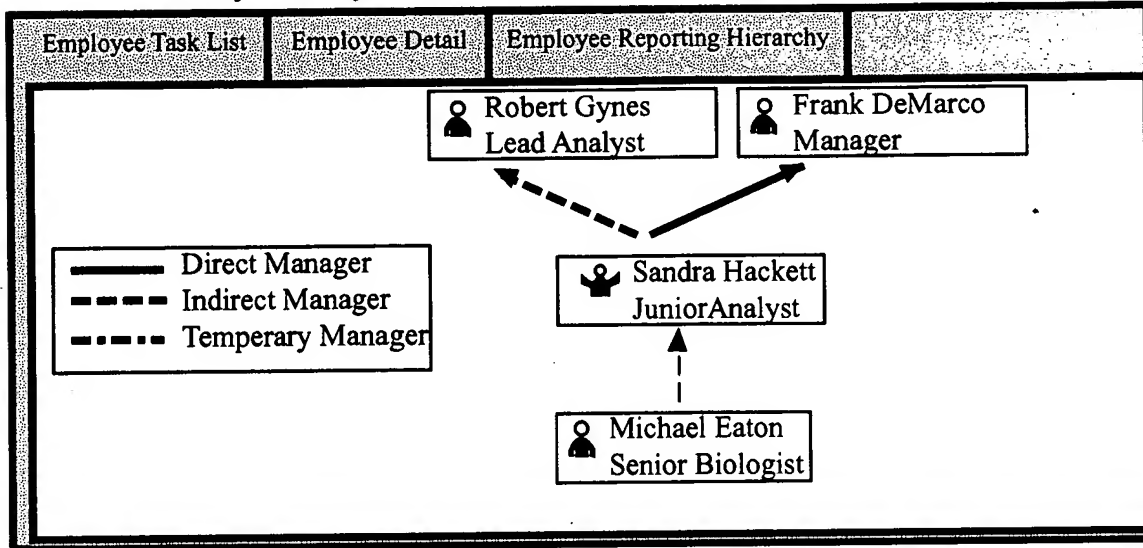 Employee Task List
Employee Detail
Employee Reporting Hierarchy
Robert Gynes
Lead Analyst
Frank DeMarco
Manager
Direct Manager
Indirect Manager
Temperary Manager
Sandra Hackett
JuniorAnalyst
Michael Eaton
Senior Biologist